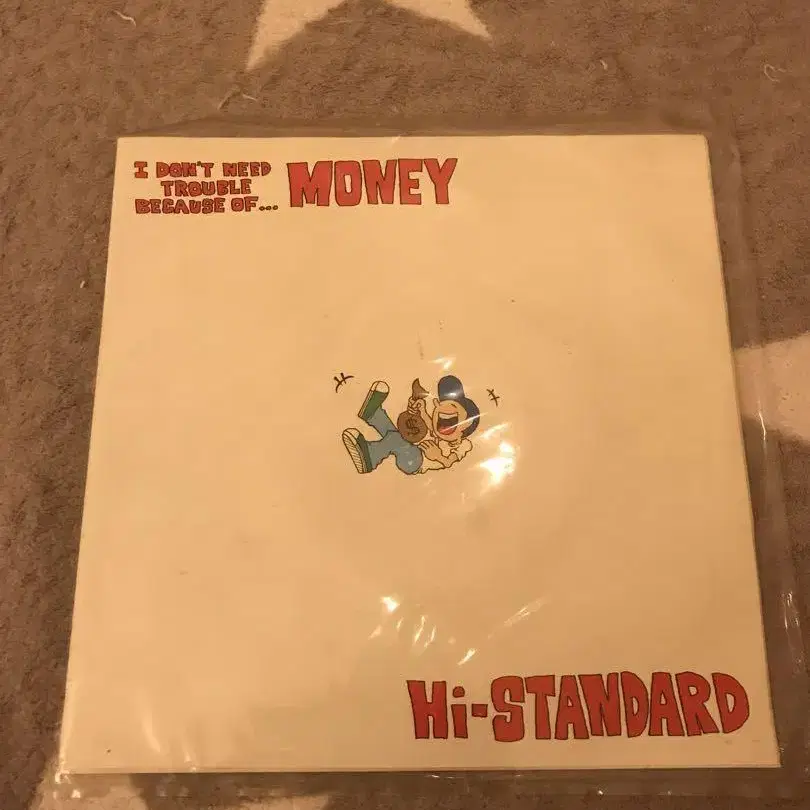 I DON'T NEED
TROUBLE
BECAUSE OF...
MONEY
$
Hi-STANDARD